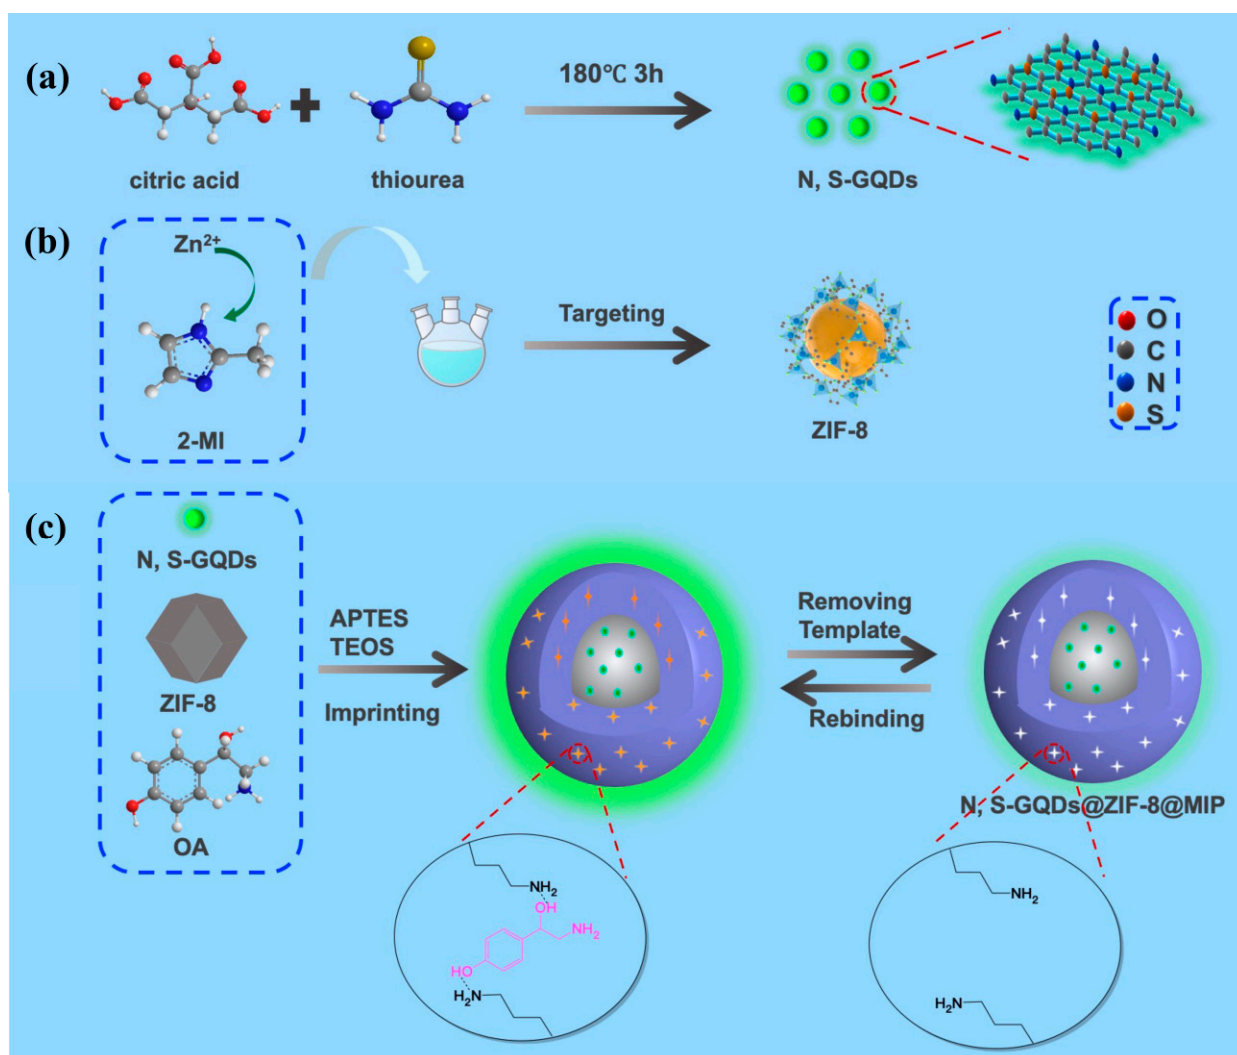 (a)
180℃ 3h
citric acid
thiourea
N, S-GQDs
(b)
Zn²⁺
2-MI
Targeting
ZIF-8
O
C
N
S
(c)
N, S-GQDs
ZIF-8
OA
APTES
TEOS
Imprinting
Removing
Template
Rebinding
N, S-GQDs@ZIF-8@MIP
NH₂
OH
NH₂
HO
H₂N
NH₂
H₂N